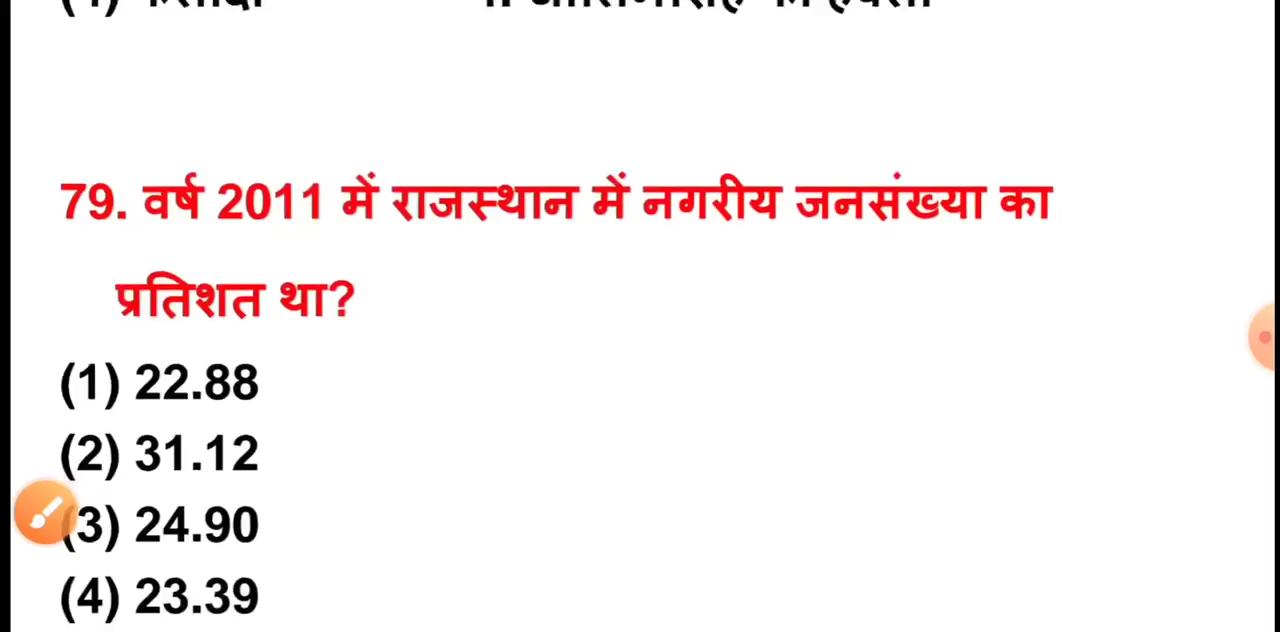 79. वर्ष 2011 में राजस्थान में नगरीय जनसंख्या का
प्रतिशत था?
(1) 22.88
(2) 31.12
(3) 24.90
(4) 23.39